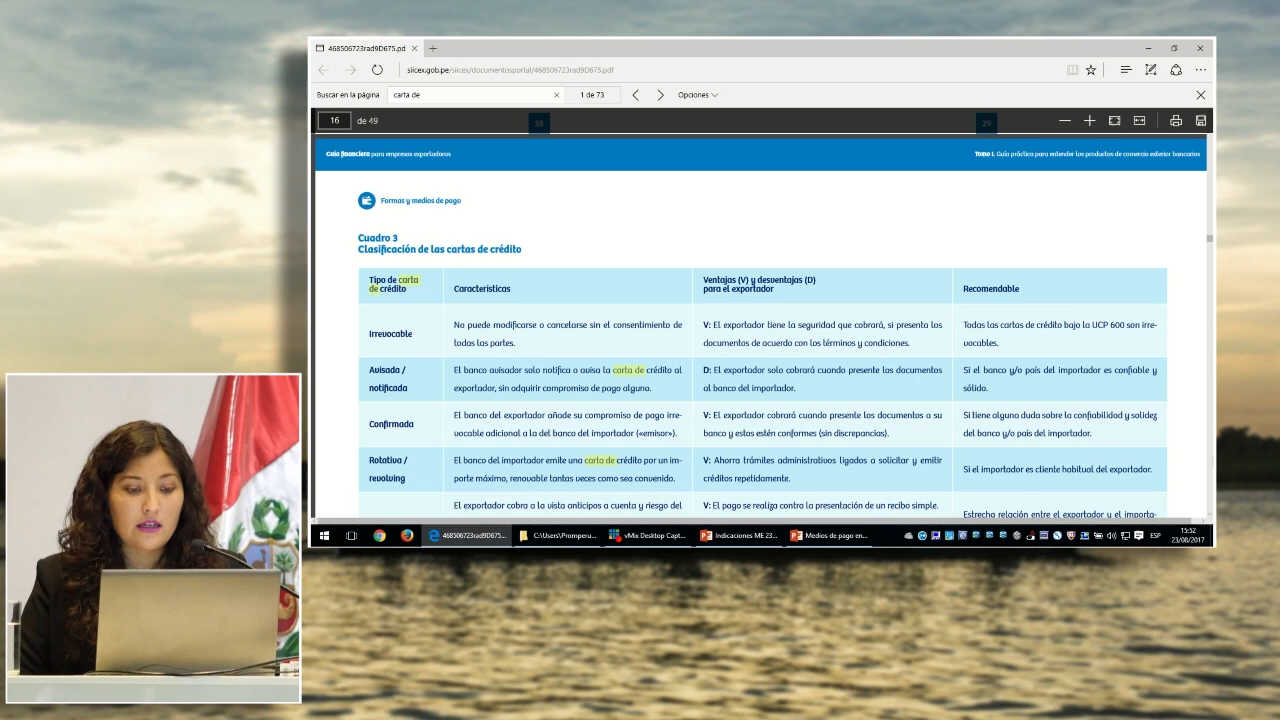 468506723rad9D675.pd
siicex.gob.pe/siicex/documentosportal/468506723rad9D675.pdf
Buscar en la página
carta de
1 de 73
Opciones
16 de 49
28
29
Guía financiera para empresas exportadoras
Tomo I. Guía práctica para entender los productos de comercio exterior bancarios
Formas y medios de pago
Cuadro 3
Clasificación de las cartas de crédito
Tipo de carta
de crédito
Características
Ventajas (V) y desventajas (D)
para el exportador
Recomendable
Irrevocable
No puede modificarse o cancelarse sin el consentimiento de
todas las partes.
V: El exportador tiene la seguridad que cobrará, si presenta los
documentos de acuerdo con los términos y condiciones.
Todas las cartas de crédito bajo la UCP 600 son irre-
vocables.
Avisada /
notificada
El banco avisador solo notifica o avisa la carta de crédito al
exportador, sin adquirir compromiso de pago alguno.
D: El exportador solo cobrará cuando presente los documentos
al banco del importador.
Si el banco y/o país del importador es confiable y
sólido.
Confirmada
El banco del exportador añade su compromiso de pago irre-
vocable adicional a la del banco del importador («emisor»).
V: El exportador cobrará cuando presente los documentos a su
banco y estos estén conformes (sin discrepancias).
Si tiene alguna duda sobre la confiabilidad y solidez
del banco y/o país del importador.
Rotativa /
revolving
El banco del importador emite una carta de crédito por un im-
porte máximo, renovable tantas veces como sea convenido.
V: Ahorra trámites administrativos ligados a solicitar y emitir
créditos repetidamente.
Si el importador es cliente habitual del exportador.
El exportador cobra a la vista anticipos a cuenta y riesgo del
V: El pago se realiza contra la presentación de un recibo simple.
Estrecha relación entre el exportador y el importa-
468506723rad9D675...
C:\Users\Promperu...
vMix Desktop Capt...
Indicaciones ME 23...
Medios de pago en...
ESP
15:52
23/08/2017